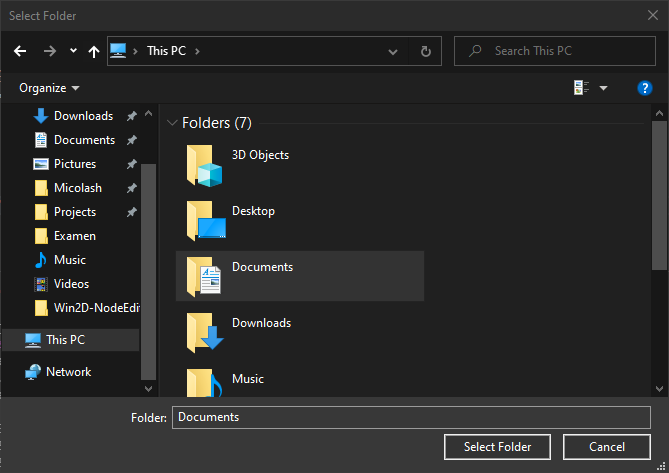 Select Folder
This PC
Search This PC
Organize
?
Downloads
Documents
Pictures
Micolash
Projects
Examen
Music
Videos
Win2D-NodeEdi
This PC
Network
Folders (7)
3D Objects
Desktop
Documents
Downloads
Music
Folder:
Documents
Select Folder
Cancel